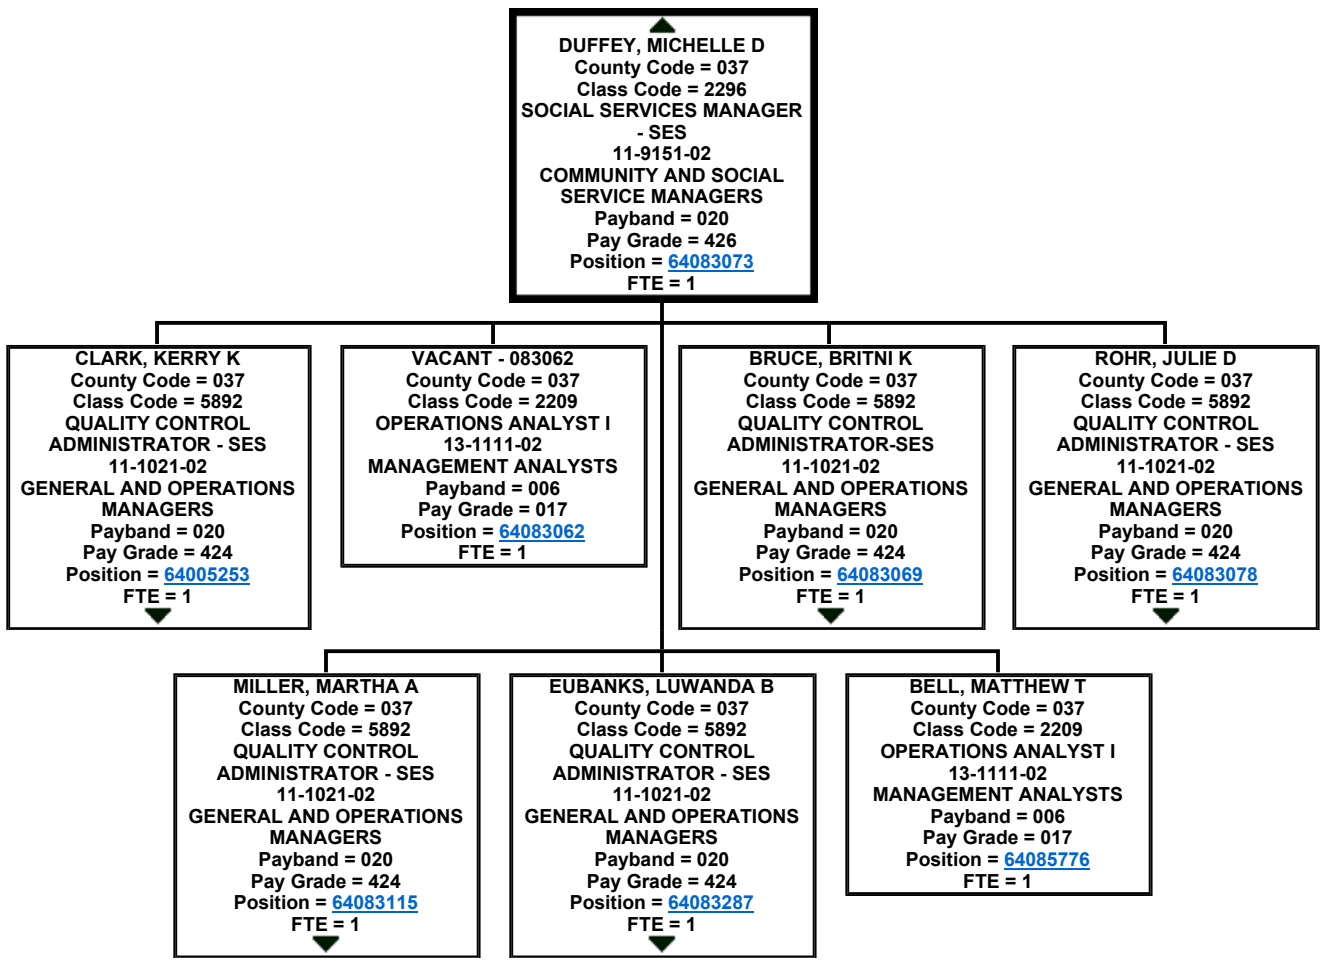 DUFFEY, MICHELLE D
County Code = 037
Class Code = 2296
SOCIAL SERVICES MANAGER
- SES
11-9151-02
COMMUNITY AND SOCIAL
SERVICE MANAGERS
Payband = 020
Pay Grade = 426
Position = 64083073
FTE = 1
CLARK, KERRY K
County Code = 037
Class Code = 5892
QUALITY CONTROL
ADMINISTRATOR - SES
11-1021-02
GENERAL AND OPERATIONS
MANAGERS
Payband = 020
Pay Grade = 424
Position = 64005253
FTE = 1
VACANT - 083062
County Code = 037
Class Code = 2209
OPERATIONS ANALYST I
13-1111-02
MANAGEMENT ANALYSTS
Payband = 006
Pay Grade = 017
Position = 64083062
FTE = 1
BRUCE, BRITNI K
County Code = 037
Class Code = 5892
QUALITY CONTROL
ADMINISTRATOR-SES
11-1021-02
GENERAL AND OPERATIONS
MANAGERS
Payband = 020
Pay Grade = 424
Position = 64083069
FTE = 1
ROHR, JULIE D
County Code = 037
Class Code = 5892
QUALITY CONTROL
ADMINISTRATOR - SES
11-1021-02
GENERAL AND OPERATIONS
MANAGERS
Payband = 020
Pay Grade = 424
Position = 64083078
FTE = 1
MILLER, MARTHA A
County Code = 037
Class Code = 5892
QUALITY CONTROL
ADMINISTRATOR - SES
11-1021-02
GENERAL AND OPERATIONS
MANAGERS
Payband = 020
Pay Grade = 424
Position = 64083115
FTE = 1
EUBANKS, LUWANDA B
County Code = 037
Class Code = 5892
QUALITY CONTROL
ADMINISTRATOR - SES
11-1021-02
GENERAL AND OPERATIONS
MANAGERS
Payband = 020
Pay Grade = 424
Position = 64083287
FTE = 1
BELL, MATTHEW T
County Code = 037
Class Code = 2209
OPERATIONS ANALYST I
13-1111-02
MANAGEMENT ANALYSTS
Payband = 006
Pay Grade = 017
Position = 64085776
FTE = 1